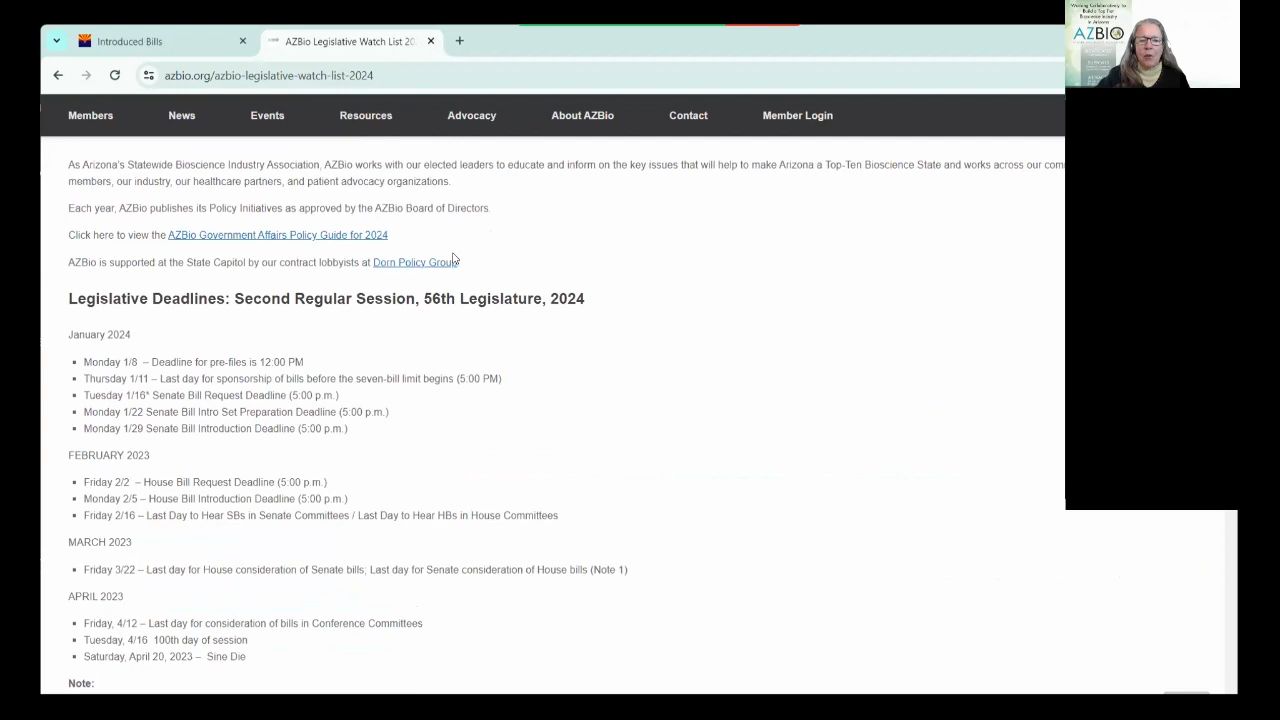 Introduced Bills
AZBio Legislative Watch List 20
azbio.org/azbio-legislative-watch-list-2024
Working Collaboratively to
Build a Top Tier
Bioscience Industry
in Arizona
AZBIO
Members News Events Resources Advocacy About AZBio Contact Member Login
As Arizona's Statewide Bioscience Industry Association, AZBio works with our elected leaders to educate and inform on the key issues that will help to make Arizona a Top-Ten Bioscience State and works across our com
members, our industry, our healthcare partners, and patient advocacy organizations.
Each year, AZBio publishes its Policy Initiatives as approved by the AZBio Board of Directors.
Click here to view the AZBio Government Affairs Policy Guide for 2024
AZBio is supported at the State Capitol by our contract lobbyists at Dorn Policy Group
Legislative Deadlines: Second Regular Session, 56th Legislature, 2024
January 2024
Monday 1/8 – Deadline for pre-files is 12:00 PM
Thursday 1/11 – Last day for sponsorship of bills before the seven-bill limit begins (5:00 PM)
Tuesday 1/16* Senate Bill Request Deadline (5:00 p.m.)
Monday 1/22 Senate Bill Intro Set Preparation Deadline (5:00 p.m.)
Monday 1/29 Senate Bill Introduction Deadline (5:00 p.m.)
FEBRUARY 2023
Friday 2/2 – House Bill Request Deadline (5:00 p.m.)
Monday 2/5 – House Bill Introduction Deadline (5:00 p.m.)
Friday 2/16 – Last Day to Hear SBs in Senate Committees / Last Day to Hear HBs in House Committees
MARCH 2023
Friday 3/22 – Last day for House consideration of Senate bills; Last day for Senate consideration of House bills (Note 1)
APRIL 2023
Friday, 4/12 – Last day for consideration of bills in Conference Committees
Tuesday, 4/16 100th day of session
Saturday, April 20, 2023 – Sine Die
Note: